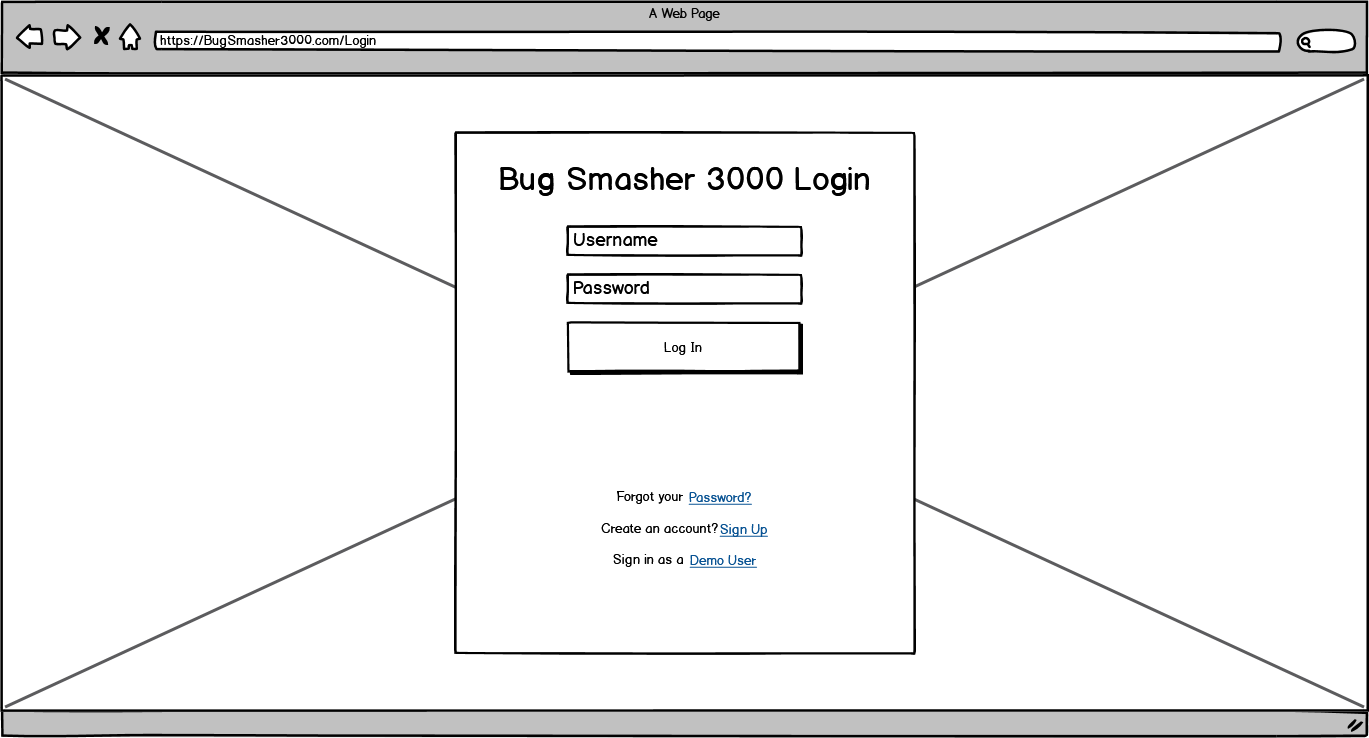 A Web Page
https://BugSmasher3000.com/Login
Bug Smasher 3000 Login
Username
Password
Log In
Forgot your Password?
Create an account? Sign Up
Sign in as a Demo User